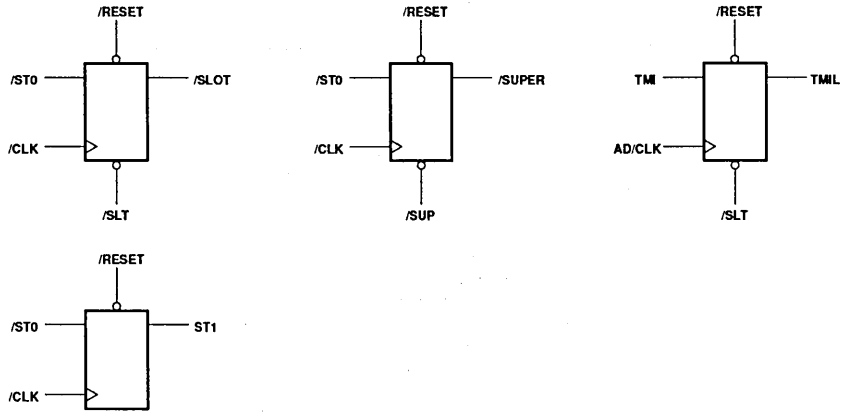 /RESET
/ST0
/SLOT
/CLK
/SLT
/RESET
/ST0
/SUPER
/CLK
/SUP
/RESET
TMI
TMIL
AD/CLK
/SLT
/RESET
/ST0
ST1
/CLK